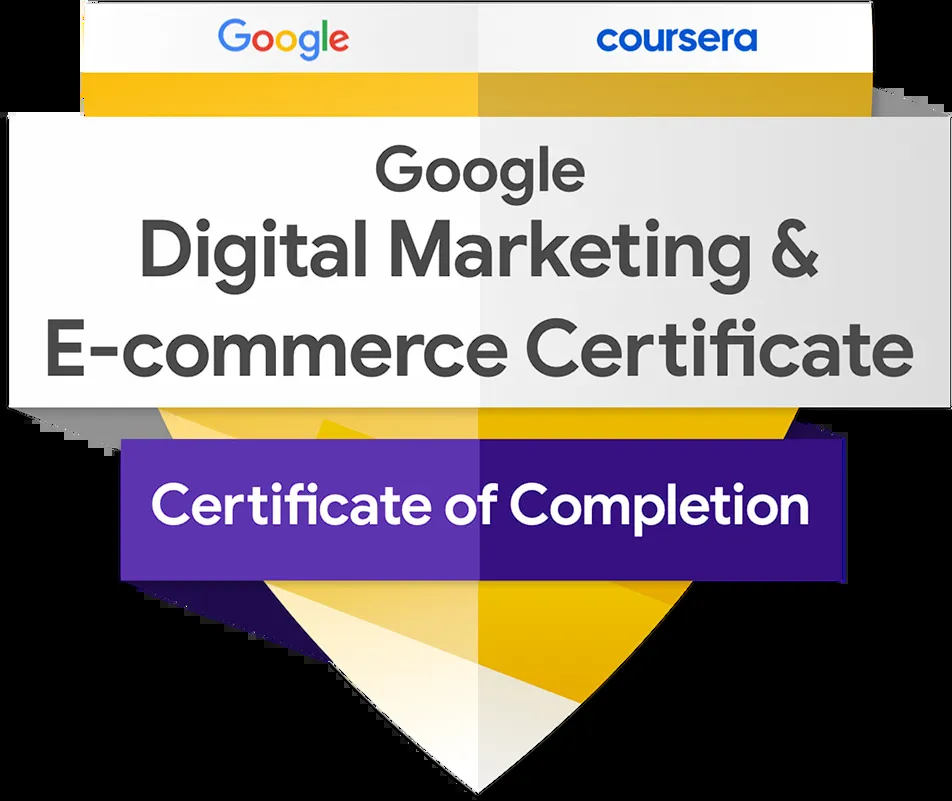 Google coursera
Google
Digital Marketing &
E-commerce Certificate
Certificate of Completion